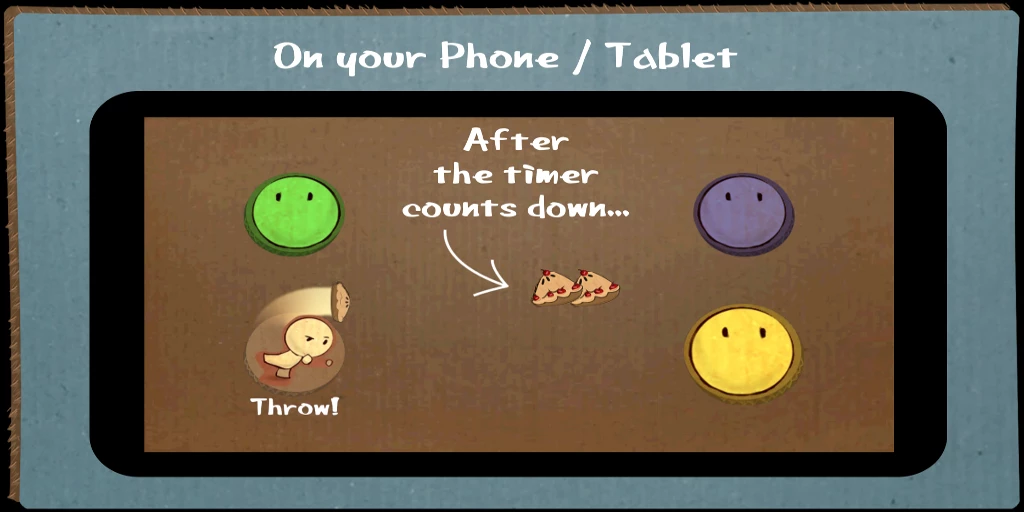 On your Phone / Tablet
After
the timer
counts down...
Throw!